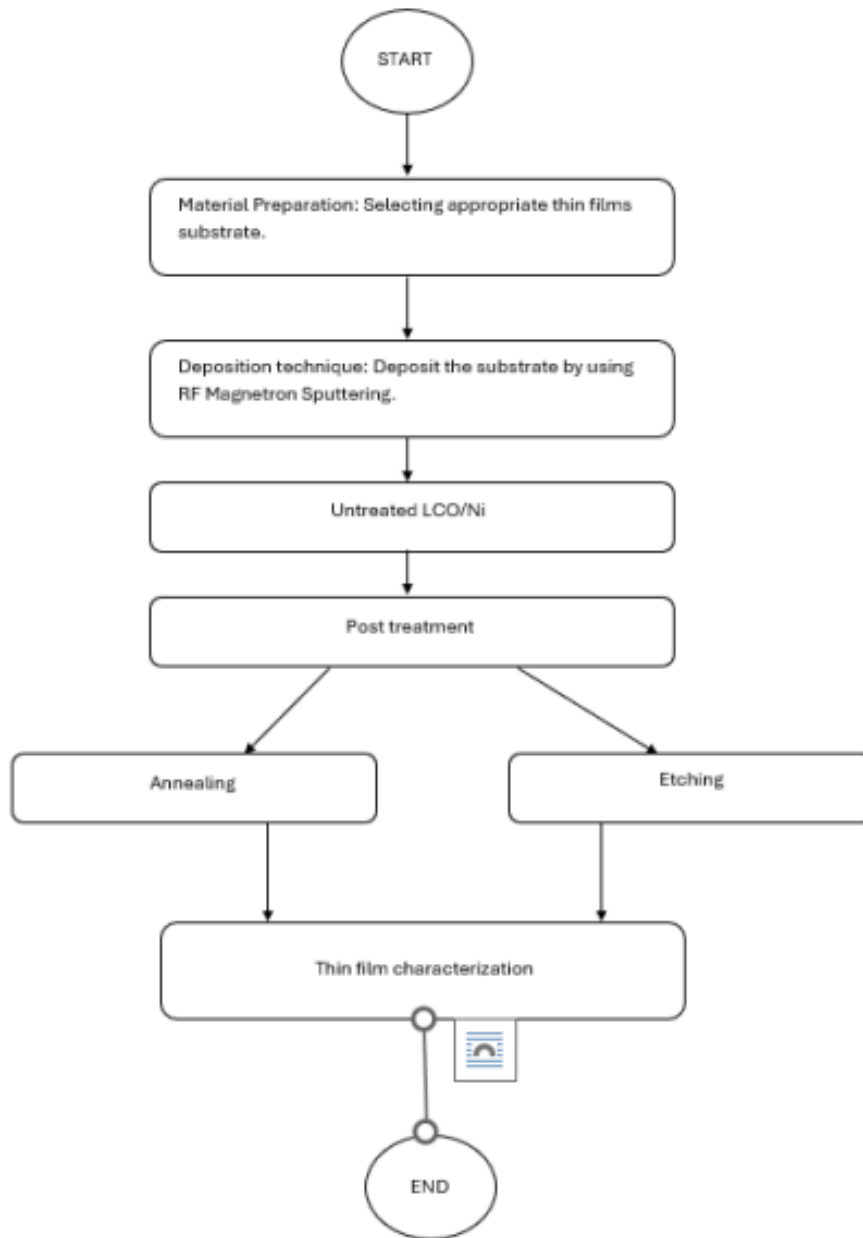 START
Material Preparation: Selecting appropriate thin films
substrate.
Deposition technique: Deposit the substrate by using
RF Magnetron Sputtering.
Untreated LCO/Ni
Post treatment
Annealing
Etching
Thin film characterization
END